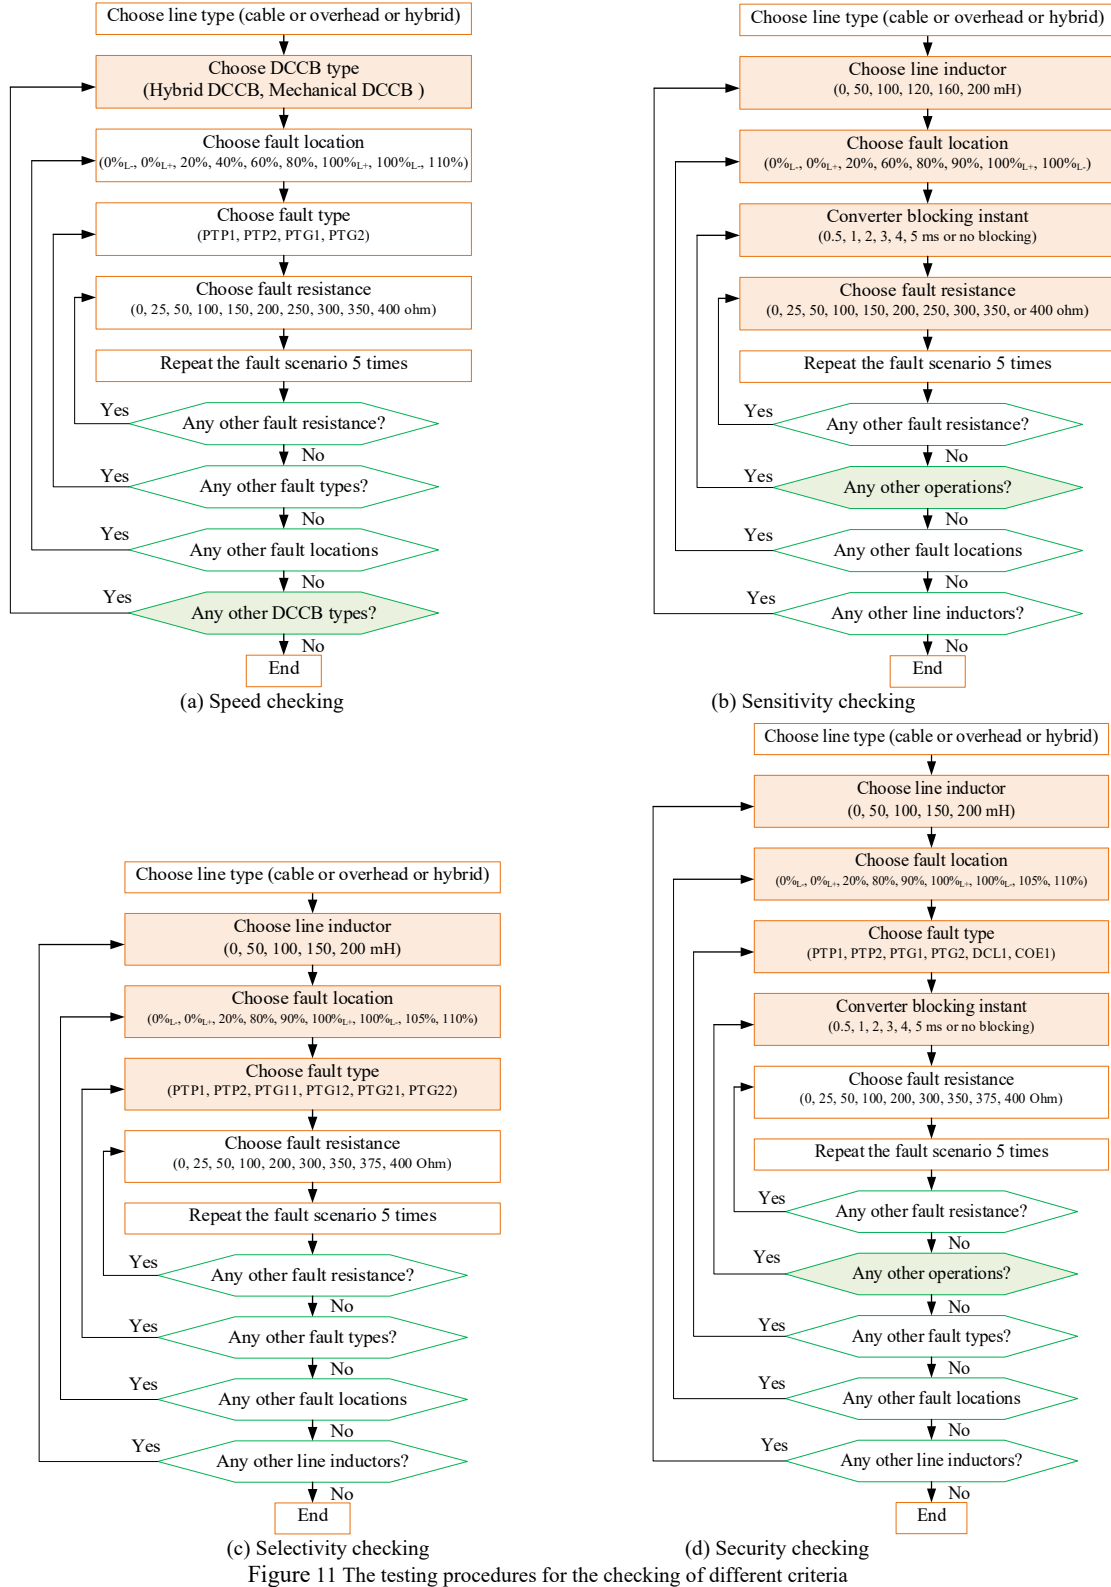 Choose line type (cable or overhead or hybrid)
Choose DCCB type
(Hybrid DCCB, Mechanical DCCB )
Choose fault location
(0%L-, 0%L+, 20%, 40%, 60%, 80%, 100%L+, 100%L-, 110%)
Choose fault type
(PTP1, PTP2, PTG1, PTG2)
Choose fault resistance
(0, 25, 50, 100, 150, 200, 250, 300, 350, 400 ohm)
Repeat the fault scenario 5 times
Yes
Any other fault resistance?
No
Yes
Any other fault types?
No
Yes
Any other fault locations
No
Yes
Any other DCCB types?
No
End
(a) Speed checking
Choose line type (cable or overhead or hybrid)
Choose line inductor
(0, 50, 100, 120, 160, 200 mH)
Choose fault location
(0%L-, 0%L+, 20%, 60%, 80%, 90%, 100%L+, 100%L-)
Converter blocking instant
(0.5, 1, 2, 3, 4, 5 ms or no blocking)
Choose fault resistance
(0, 25, 50, 100, 150, 200, 250, 300, 350, or 400 ohm)
Repeat the fault scenario 5 times
Yes
Any other fault resistance?
No
Yes
Any other operations?
No
Yes
Any other fault locations
No
Yes
Any other line inductors?
No
End
(b) Sensitivity checking
Choose line type (cable or overhead or hybrid)
Choose line inductor
(0, 50, 100, 150, 200 mH)
Choose fault location
(0%L-, 0%L+, 20%, 80%, 90%, 100%L+, 100%L-, 105%, 110%)
Choose fault type
(PTP1, PTP2, PTG11, PTG12, PTG21, PTG22)
Choose fault resistance
(0, 25, 50, 100, 200, 300, 350, 375, 400 Ohm)
Repeat the fault scenario 5 times
Yes
Any other fault resistance?
No
Yes
Any other fault types?
No
Yes
Any other fault locations
No
Yes
Any other line inductors?
No
End
(c) Selectivity checking
Choose line type (cable or overhead or hybrid)
Choose line inductor
(0, 50, 100, 150, 200 mH)
Choose fault location
(0%L-, 0%L+, 20%, 80%, 90%, 100%L+, 100%L-, 105%, 110%)
Choose fault type
(PTP1, PTP2, PTG1, PTG2, DCL1, COE1)
Converter blocking instant
(0.5, 1, 2, 3, 4, 5 ms or no blocking)
Choose fault resistance
(0, 25, 50, 100, 200, 300, 350, 375, 400 Ohm)
Repeat the fault scenario 5 times
Yes
Any other fault resistance?
No
Yes
Any other operations?
No
Yes
Any other fault types?
No
Yes
Any other fault locations
No
Yes
Any other line inductors?
No
End
(d) Security checking
Figure 11 The testing procedures for the checking of different criteria